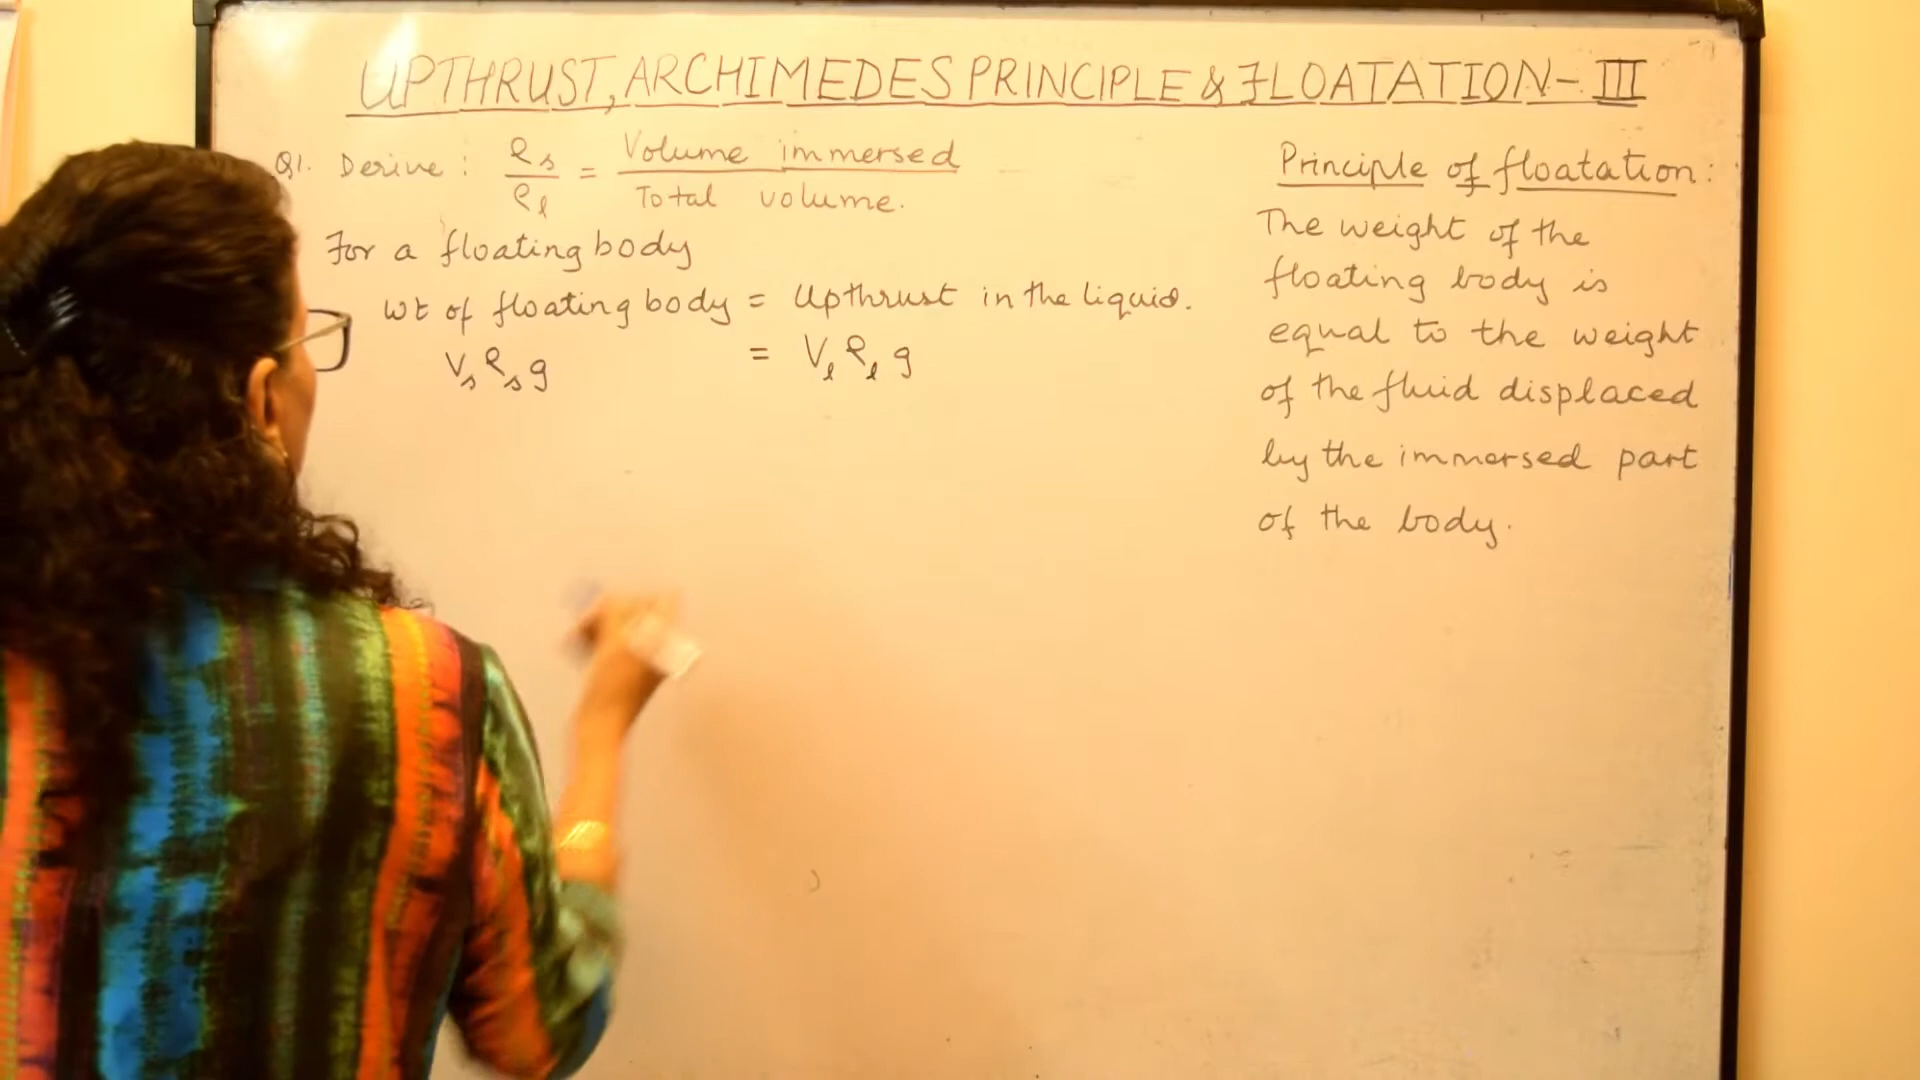 UPTHRUST, ARCHIMEDES PRINCIPLE & FLOATATION - III
Q1. Derive : ρs/ρl = Volume immersed / Total volume.
For a floating body
wt of floating body = Upthrust in the liquid.
Vs ρs g = Vl ρl g
Principle of floatation :
The weight of the
floating body is
equal to the weight
of the fluid displaced
by the immersed part
of the body.